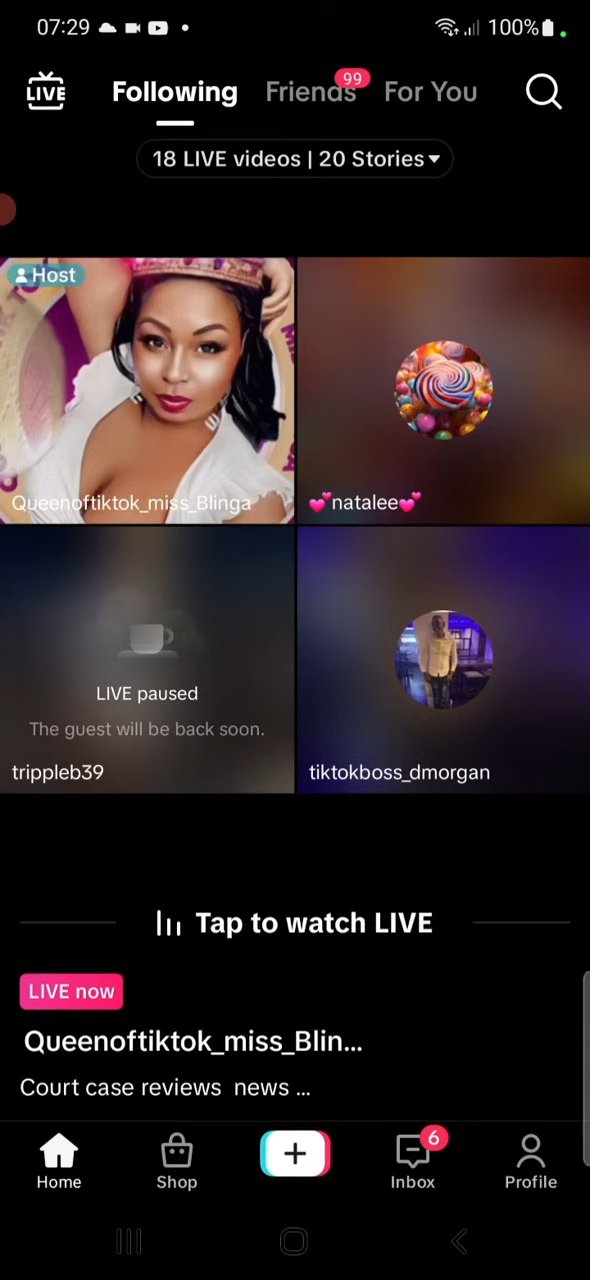 07:29
100%
LIVE
Following
Friends
99
For You
18 LIVE videos | 20 Stories
Host
Queenoftiktok_miss_Blinga
💕natalee💕
LIVE paused
The guest will be back soon.
trippleb39
tiktokboss_dmorgan
Tap to watch LIVE
LIVE now
Queenoftiktok_miss_Blin...
Court case reviews news ...
6
Home
Shop
Inbox
Profile